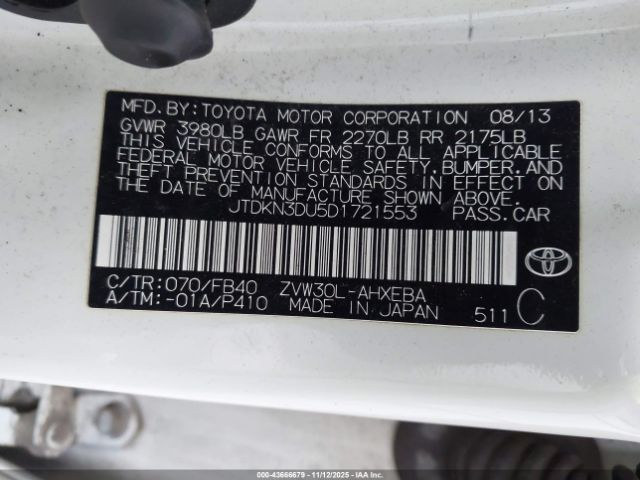 MFD. BY: TOYOTA MOTOR CORPORATION 08/13
GVWR 3980LB GAWR FR 2270LB RR 2175LB
THIS VEHICLE CONFORMS TO ALL APPLICABLE
FEDERAL MOTOR VEHICLE SAFETY, BUMPER, AND
THEFT PREVENTION STANDARDS IN EFFECT ON
THE DATE OF MANUFACTURE SHOWN ABOVE.
JTDKN3DU5D1721553 PASS. CAR
C/TR: 070/FB40 ZVW30L-AHXEBA
A/TM: -01A/P410 MADE IN JAPAN 511 C
TOYOTA
000-43666679 - 11/12/2025 - IAA Inc.